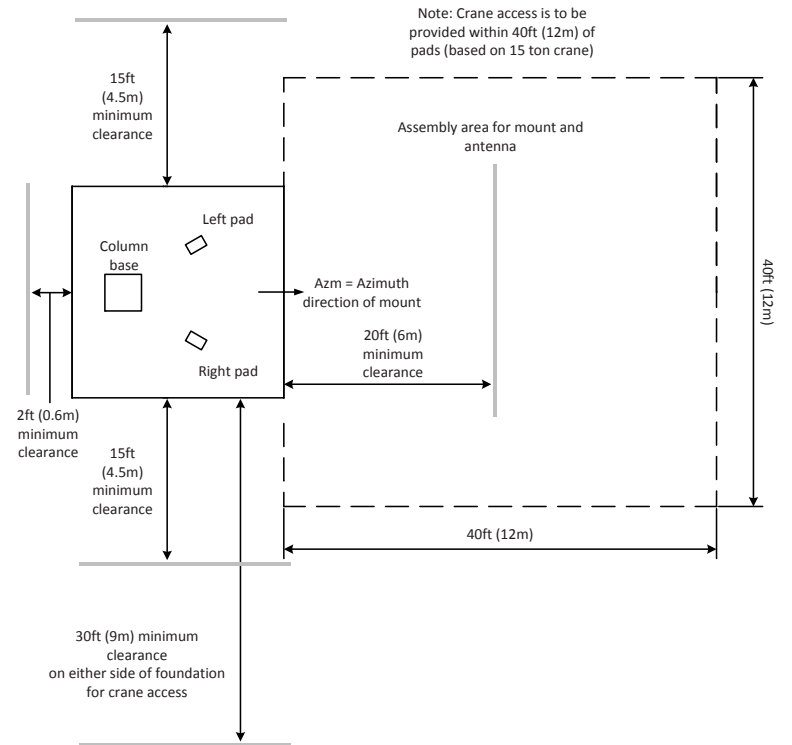 Note: Crane access is to be
provided within 40ft (12m) of
pads (based on 15 ton crane)
15ft
(4.5m)
minimum
clearance
Assembly area for mount and
antenna
Left pad
Column
base
Azm = Azimuth
direction of mount
40ft (12m)
20ft (6m)
minimum
clearance
Right pad
2ft (0.6m)
minimum
clearance
15ft
(4.5m)
minimum
clearance
40ft (12m)
30ft (9m) minimum
clearance
on either side of foundation
for crane access